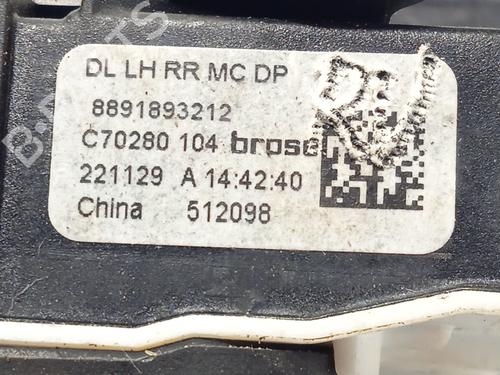 DL LH RR MC DP
8891893212
C70280 104 brose
221129 A 14:42:40
China 512098